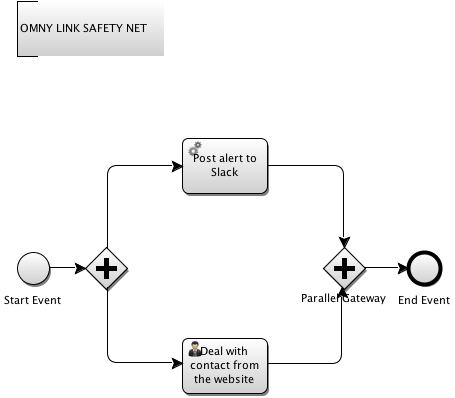 OMNY LINK SAFETY NET
Post alert to
Slack
Start Event
Parallel Gateway
End Event
Deal with
contact from
the website